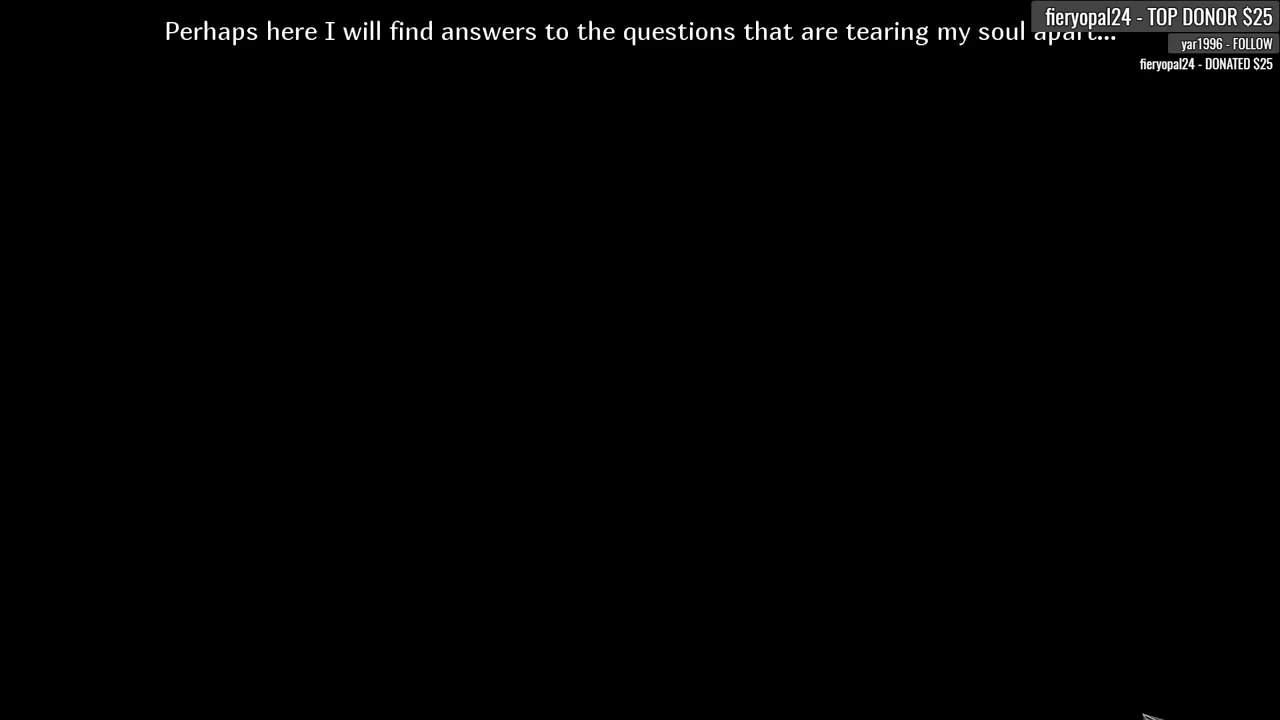 Perhaps here I will find answers to the questions that are tearing my soul apart...
fieryopal24 - TOP DONOR $25
yar1996 - FOLLOW
fieryopal24 - DONATED $25